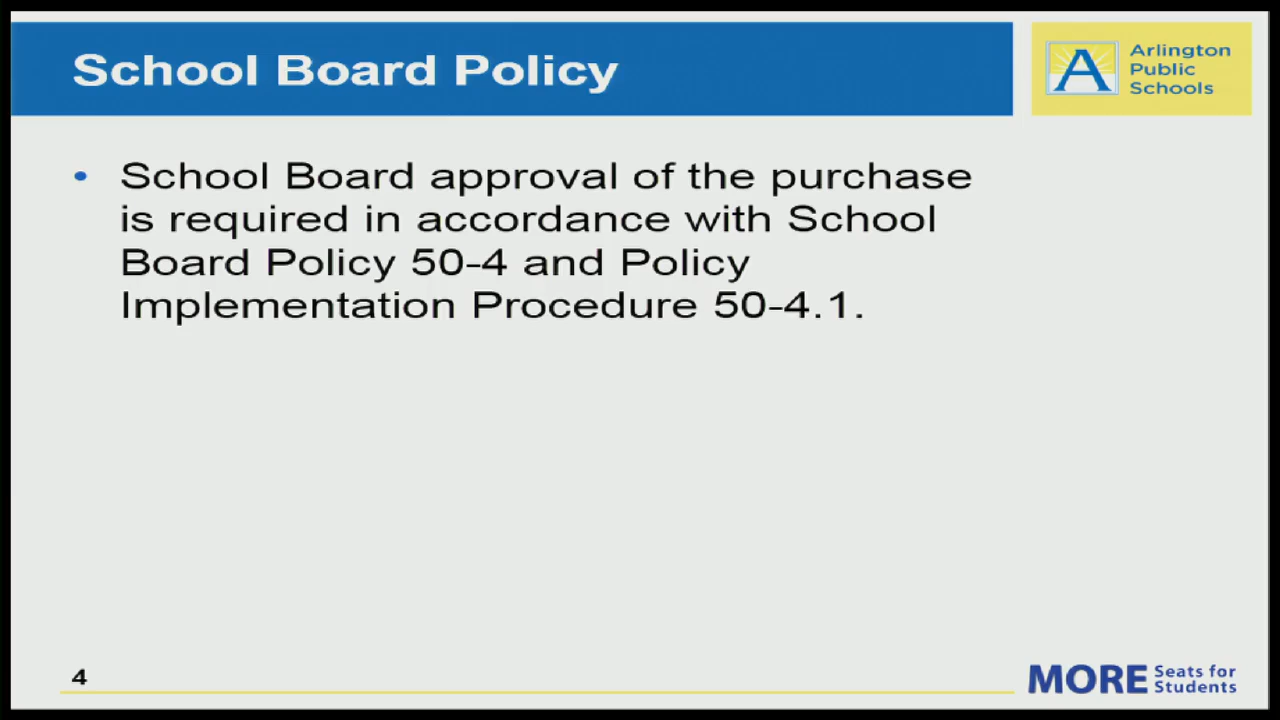 School Board Policy
Arlington
Public
Schools
• School Board approval of the purchase
is required in accordance with School
Board Policy 50-4 and Policy
Implementation Procedure 50-4.1.
4
MORE Seats for
Students